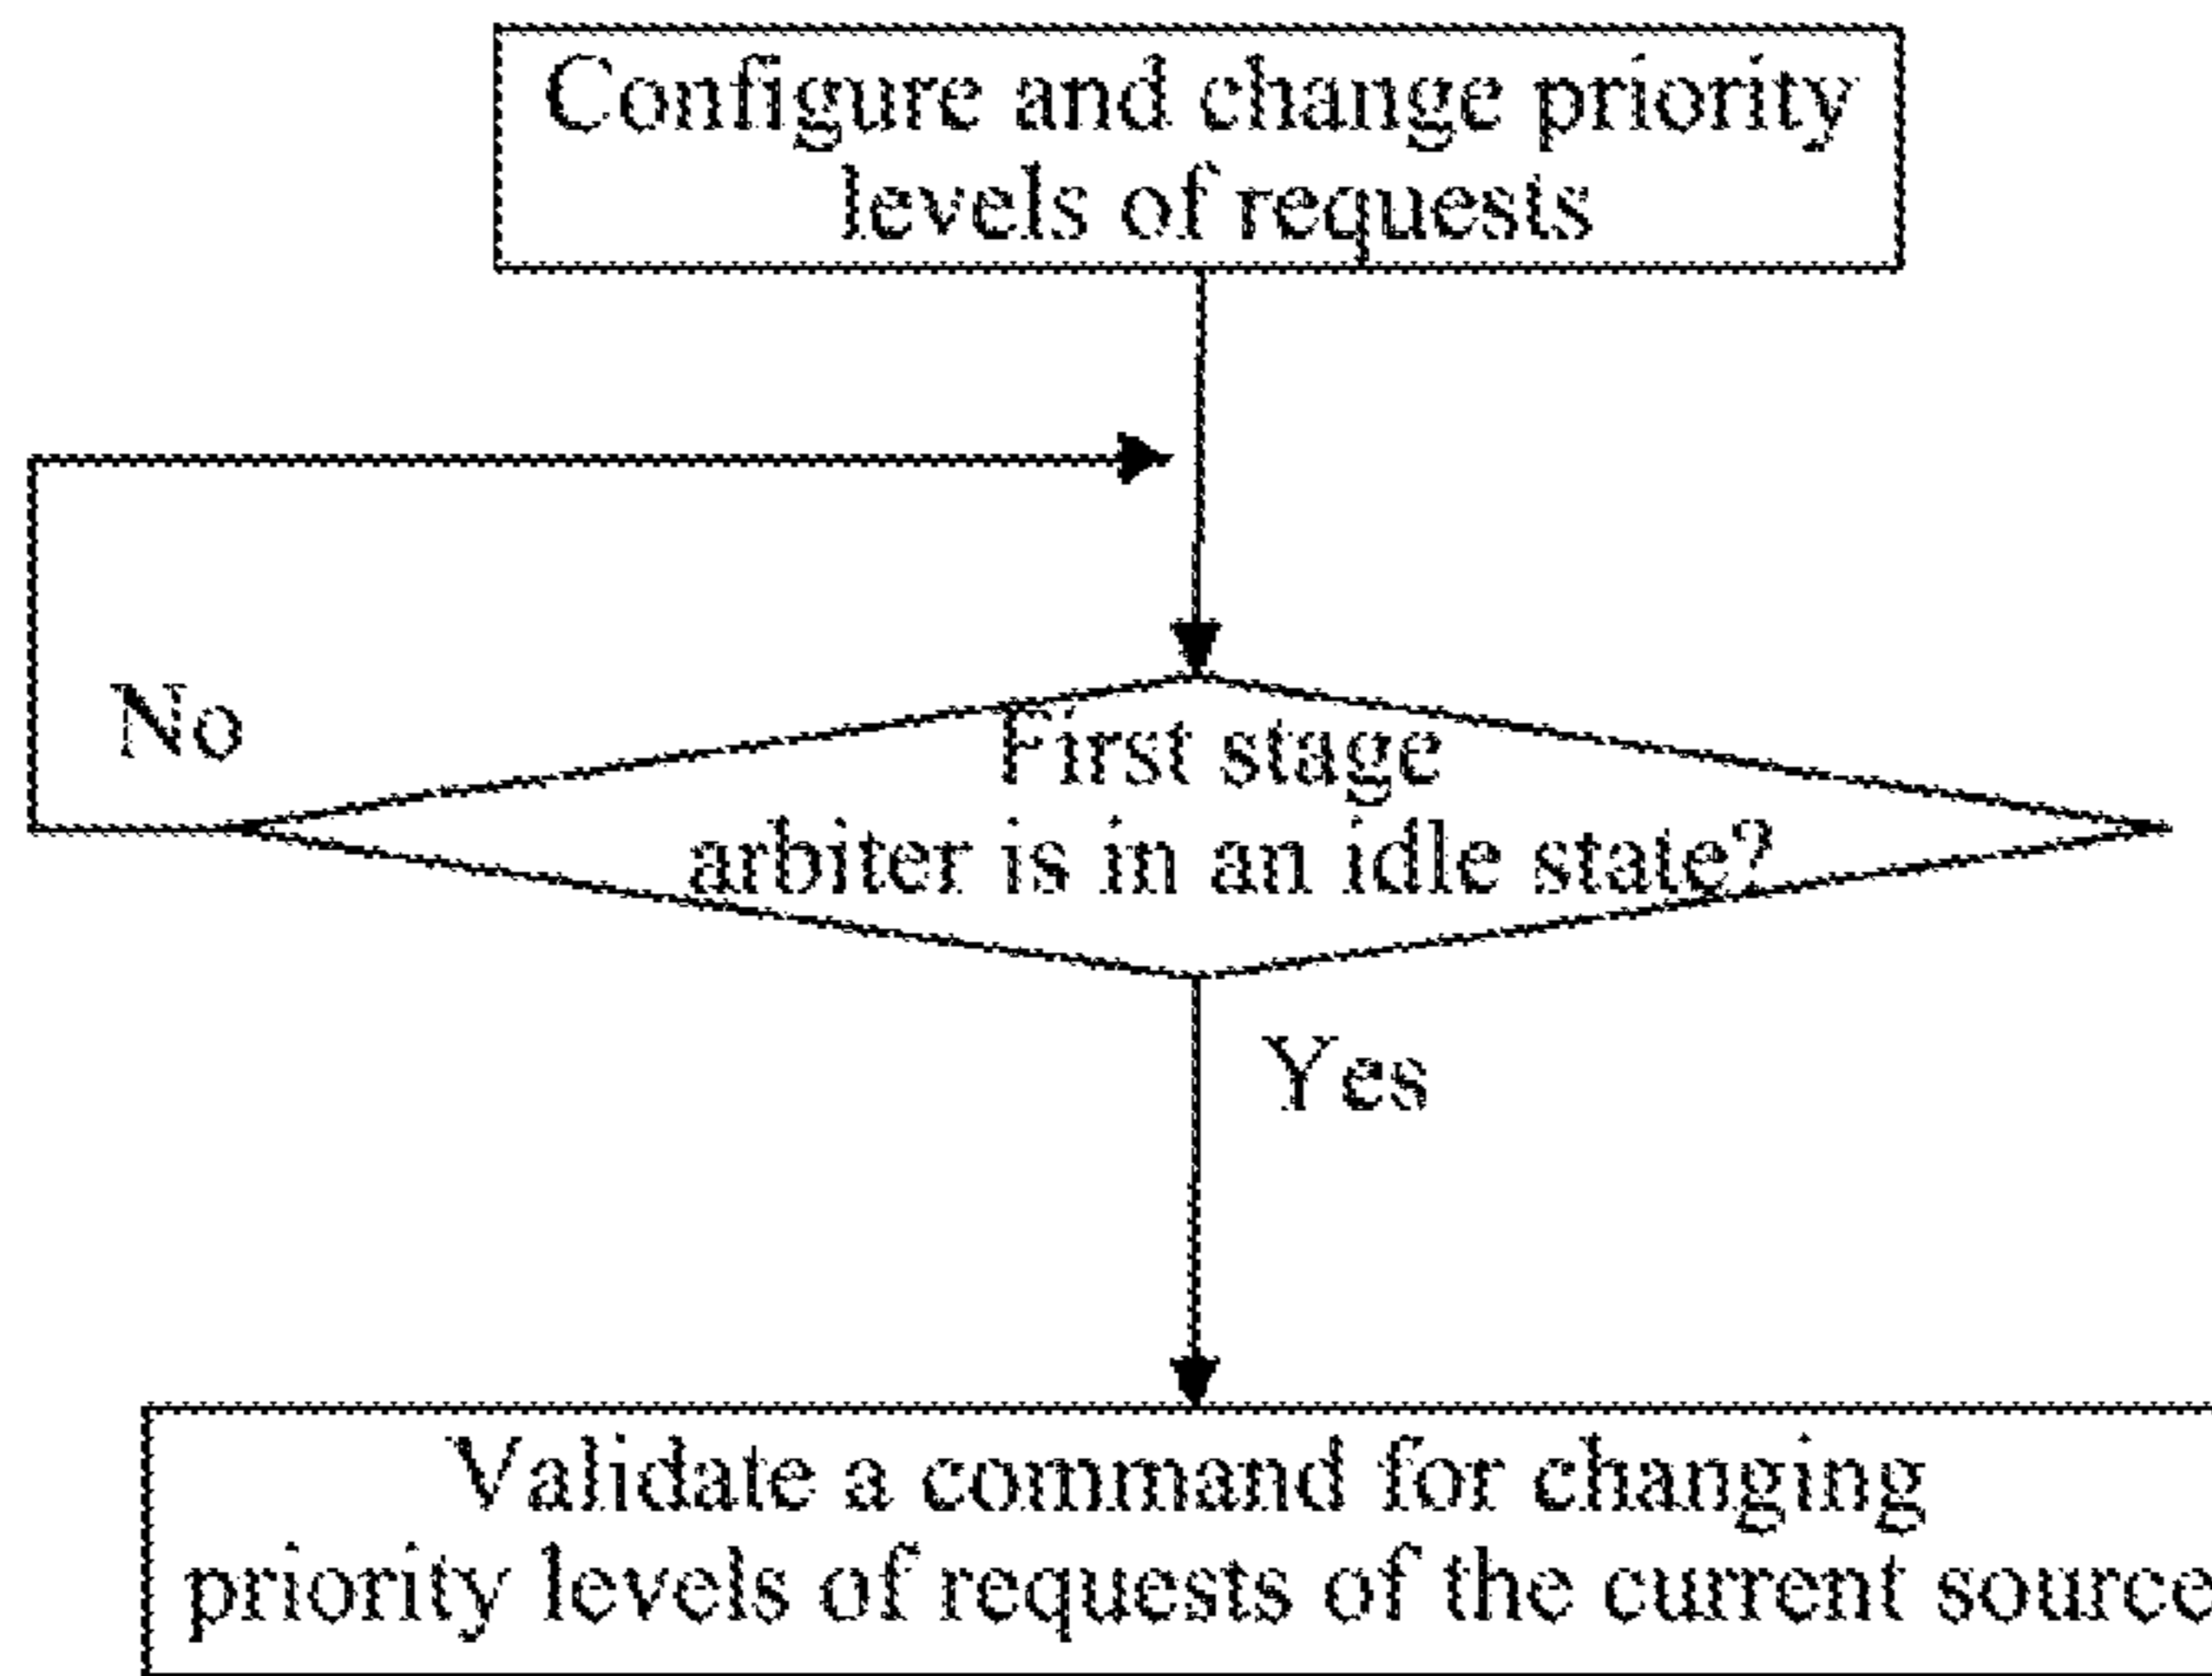 Configure and change priority
levels of requests
No
First stage
arbiter is in an idle state?
Yes
Validate a command for changing
priority levels of requests of the current source